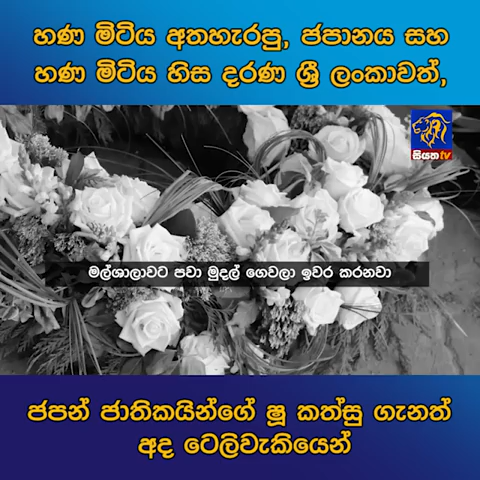 හණ මිටිය අතහැරපු, ජපානය සහ
හණ මිටිය හිස දරණ ශ්‍රී ලංකාවත්,
සියත tv
මල්ශාලාවට පවා මුදල් ගෙවලා ඉවර කරනවා
ජපන් ජාතිකයින්ගේ ෂූ කත්සු ගැනත්
අද ටෙලිවැකියෙන්